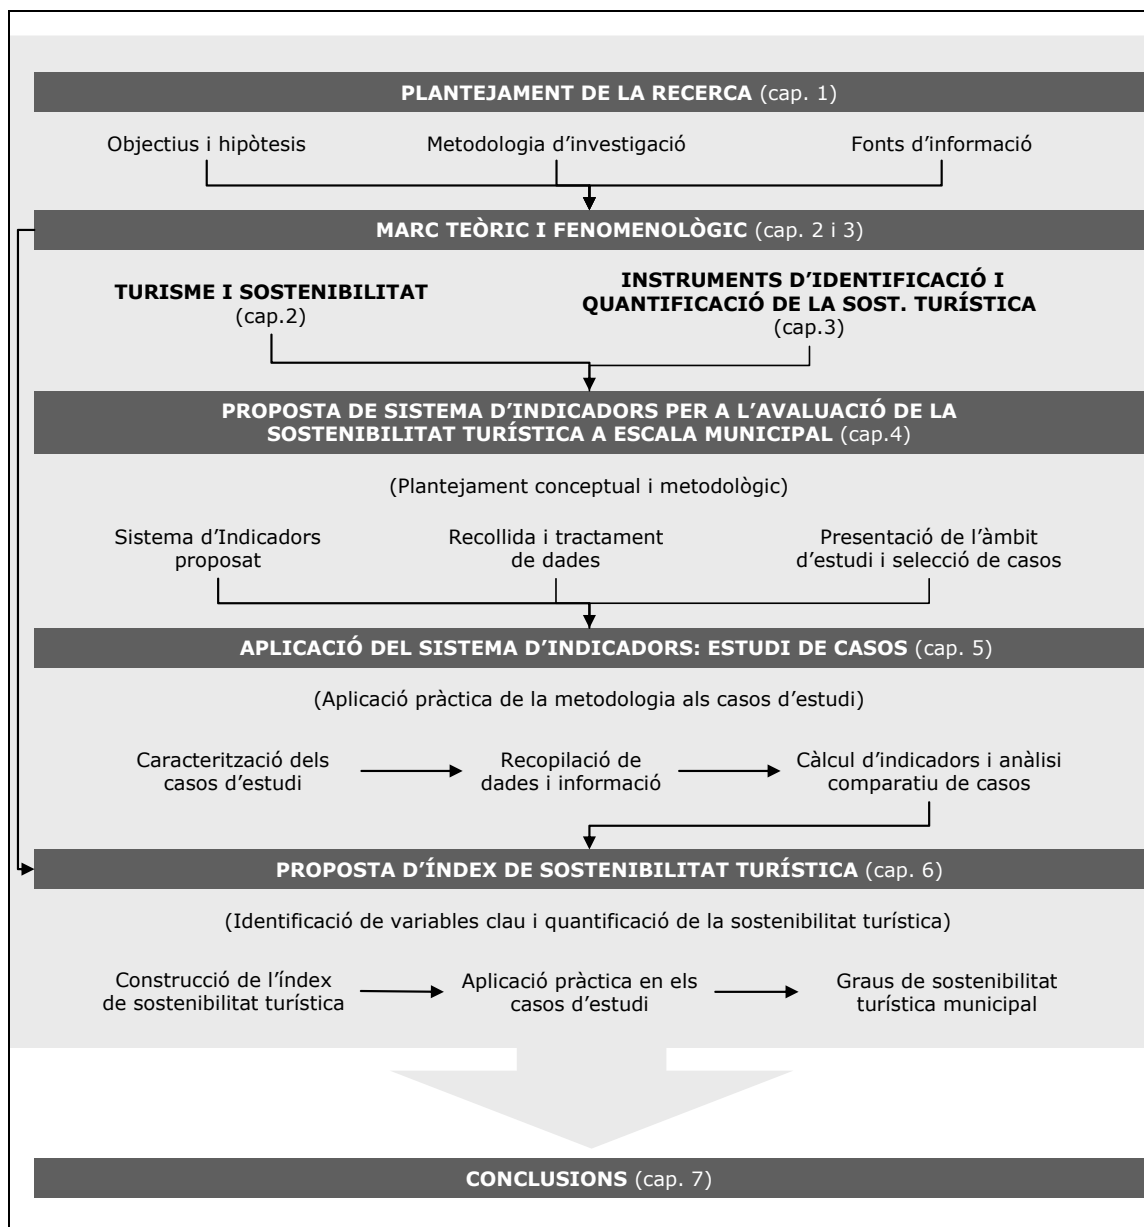 PLANTEJAMENT DE LA RECERCA (cap. 1)
Objectius i hipòtesis
Metodologia d’investigació
Fonts d’informació
MARC TEÒRIC I FENOMENOLÒGIC (cap. 2 i 3)
TURISME I SOSTENIBILITAT
(cap.2)
INSTRUMENTS D’IDENTIFICACIÓ I
QUANTIFICACIÓ DE LA SOST. TURÍSTICA
(cap.3)
PROPOSTA DE SISTEMA D’INDICADORS PER A L’AVALUACIÓ DE LA
SOSTENIBILITAT TURÍSTICA A ESCALA MUNICIPAL (cap.4)
(Plantejament conceptual i metodològic)
Sistema d’Indicadors
proposat
Recollida i tractament
de dades
Presentació de l’àmbit
d’estudi i selecció de casos
APLICACIÓ DEL SISTEMA D’INDICADORS: ESTUDI DE CASOS (cap. 5)
(Aplicació pràctica de la metodologia als casos d’estudi)
Caracterització dels
casos d’estudi
Recopilació de
dades i informació
Càlcul d’indicadors i anàlisi
comparatiu de casos
PROPOSTA D’ÍNDEX DE SOSTENIBILITAT TURÍSTICA (cap. 6)
(Identificació de variables clau i quantificació de la sostenibilitat turística)
Construcció de l’índex
de sostenibilitat turística
Aplicació pràctica en els
casos d’estudi
Graus de sostenibilitat
turística municipal
CONCLUSIONS (cap. 7)